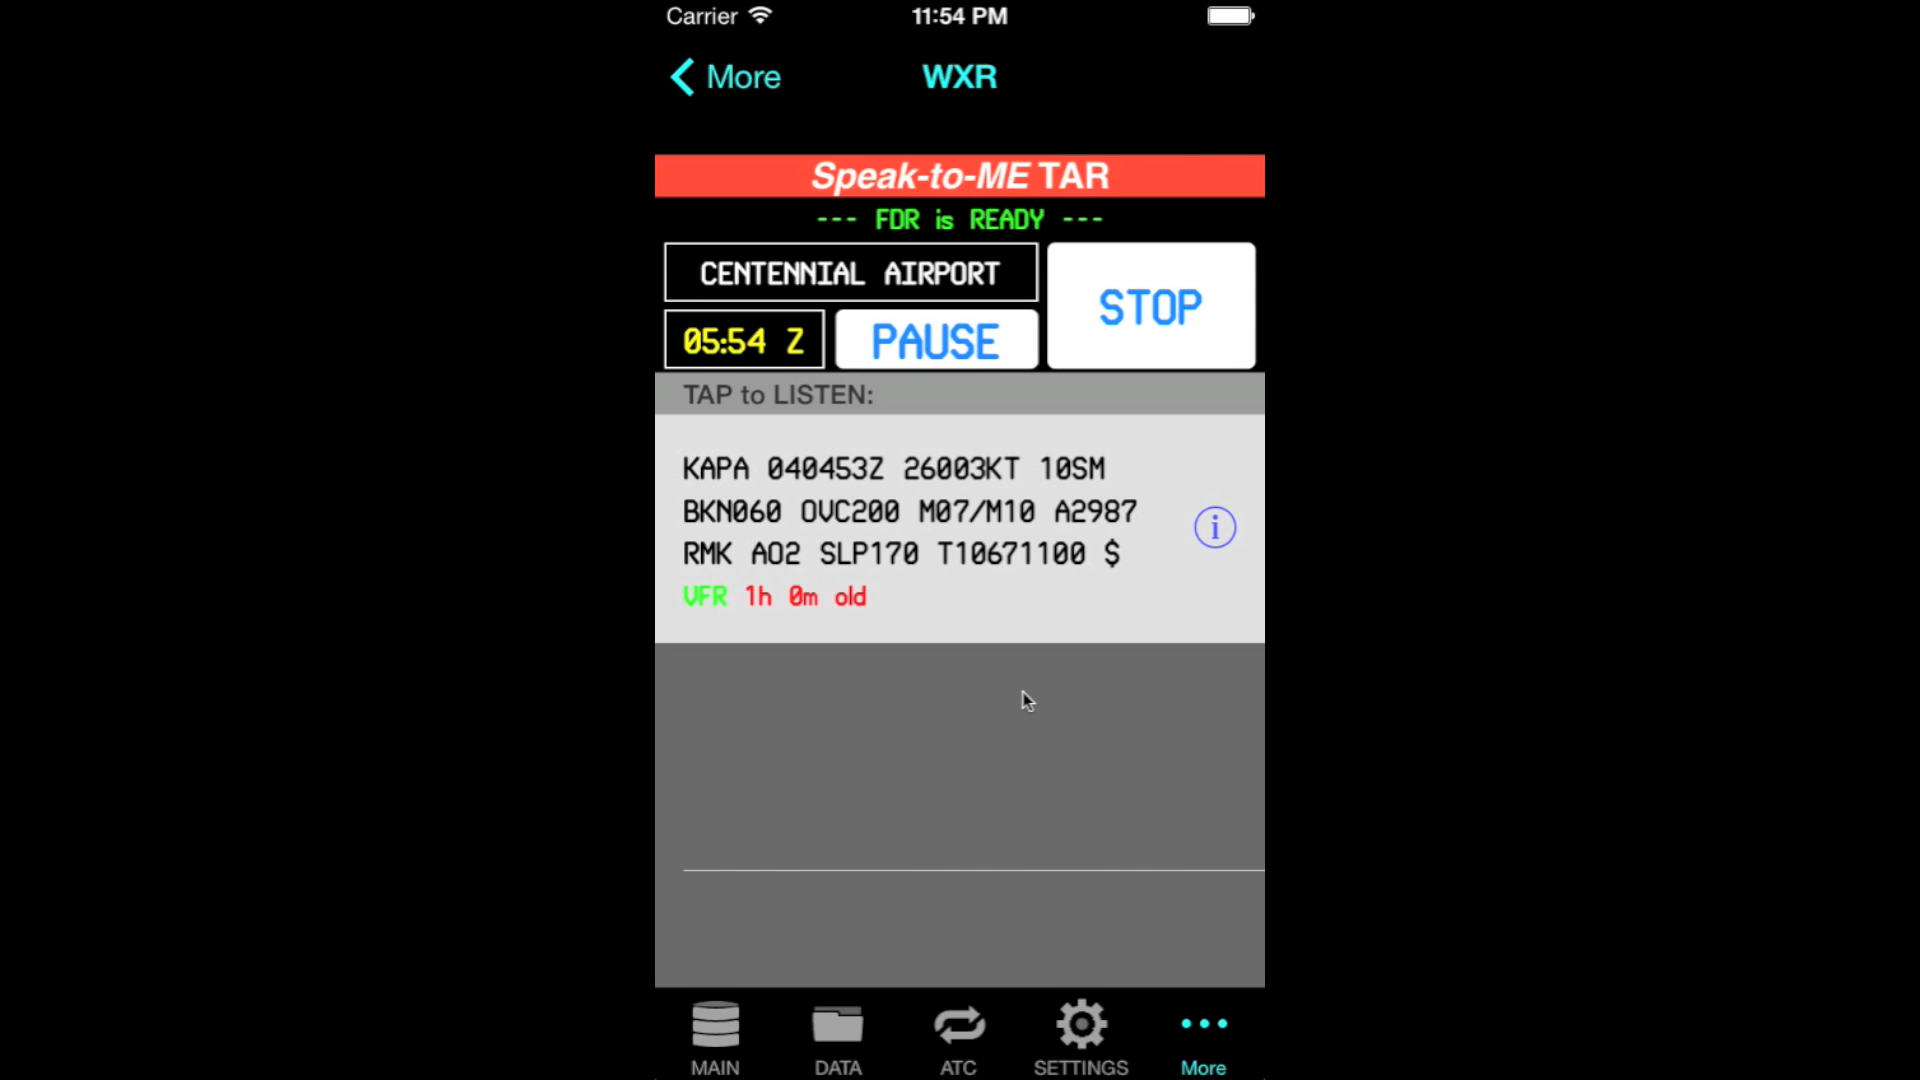 Carrier 11:54 PM
More WXR
Speak-to-ME TAR
--- FDR is READY ---
CENTENNIAL AIRPORT
STOP
05:54 Z PAUSE
TAP to LISTEN:
KAPA 040453Z 26003KT 10SM
BKN060 OVC200 M07/M10 A2987
RMK AO2 SLP170 T10671100 $
VFR 1h 0m old
MAIN DATA ATC SETTINGS More